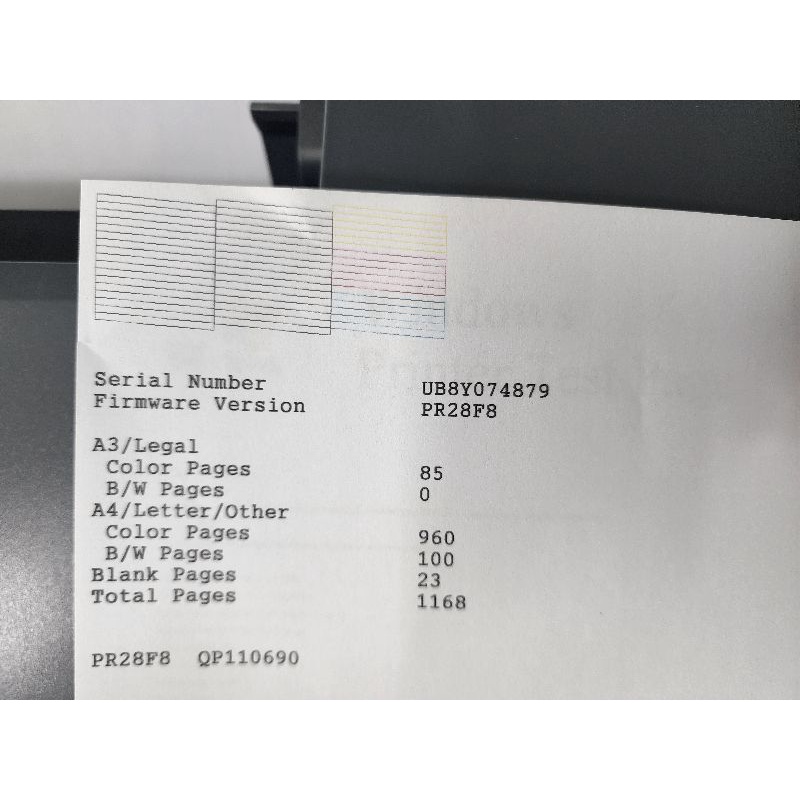 Serial Number UB8Y074879
Firmware Version PR28F8
A3/Legal
Color Pages 85
B/W Pages 0
A4/Letter/Other
Color Pages 960
B/W Pages 100
Blank Pages 23
Total Pages 1168
PR28F8 QP110690